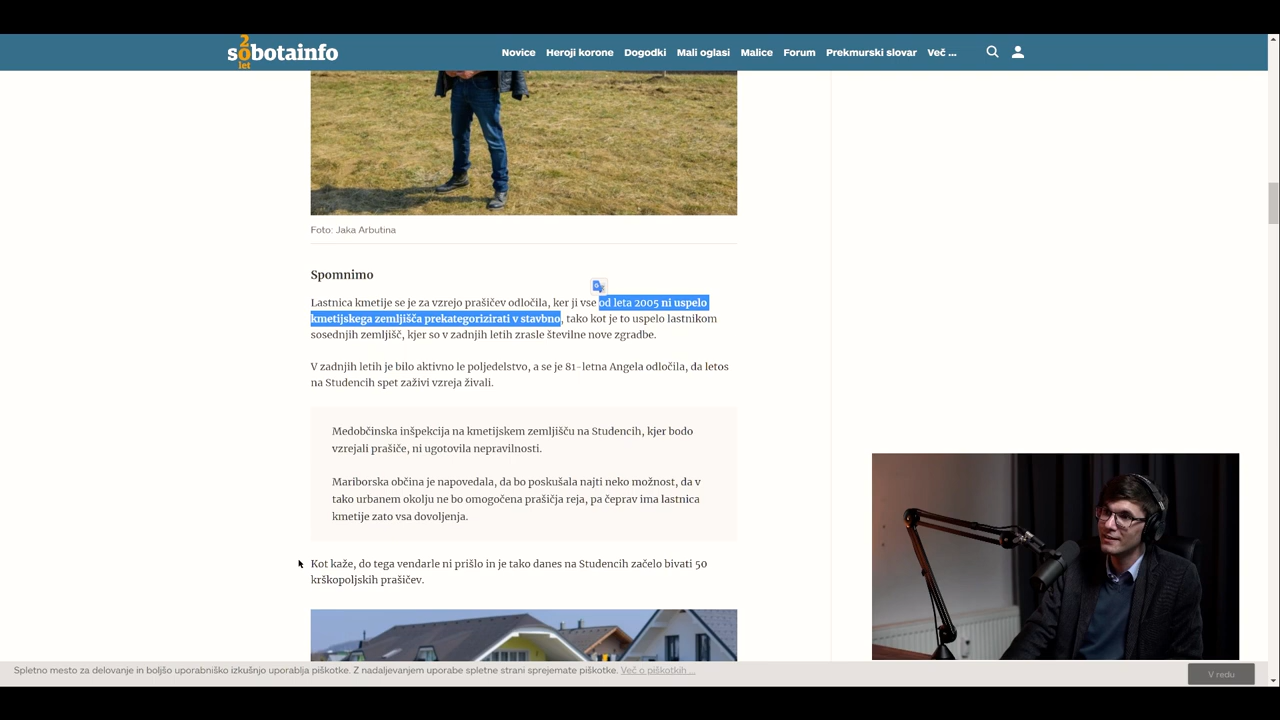 2
sobotainfo
let
Novice Heroji korone Dogodki Mali oglasi Malice Forum Prekmurski slovar Več ...
Foto: Jaka Arbutina
Spomnimo
Lastnica kmetije se je za vzrejo prašičev odločila, ker ji vse od leta 2005 ni uspelo
kmetijskega zemljišča prekategorizirati v stavbno, tako kot je to uspelo lastnikom
sosednjih zemljišč, kjer so v zadnjih letih zrasle številne nove zgradbe.
V zadnjih letih je bilo aktivno le poljedelstvo, a se je 81-letna Angela odločila, da letos
na Studencih spet zaživi vzreja živali.
Medobčinska inšpekcija na kmetijskem zemljišču na Studencih, kjer bodo
vzrejali prašiče, ni ugotovila nepravilnosti.
Mariborska občina je napovedala, da bo poskušala najti neko možnost, da v
tako urbanem okolju ne bo omogočena prašičja reja, pa čeprav ima lastnica
kmetije zato vsa dovoljenja.
Kot kaže, do tega vendarle ni prišlo in je tako danes na Studencih začelo bivati 50
krškopoljskih prašičev.
Spletno mesto za delovanje in boljšo uporabniško izkušnjo uporablja piškotke. Z nadaljevanjem uporabe spletne strani sprejemate piškotke. Več o piškotkih ...
V redu